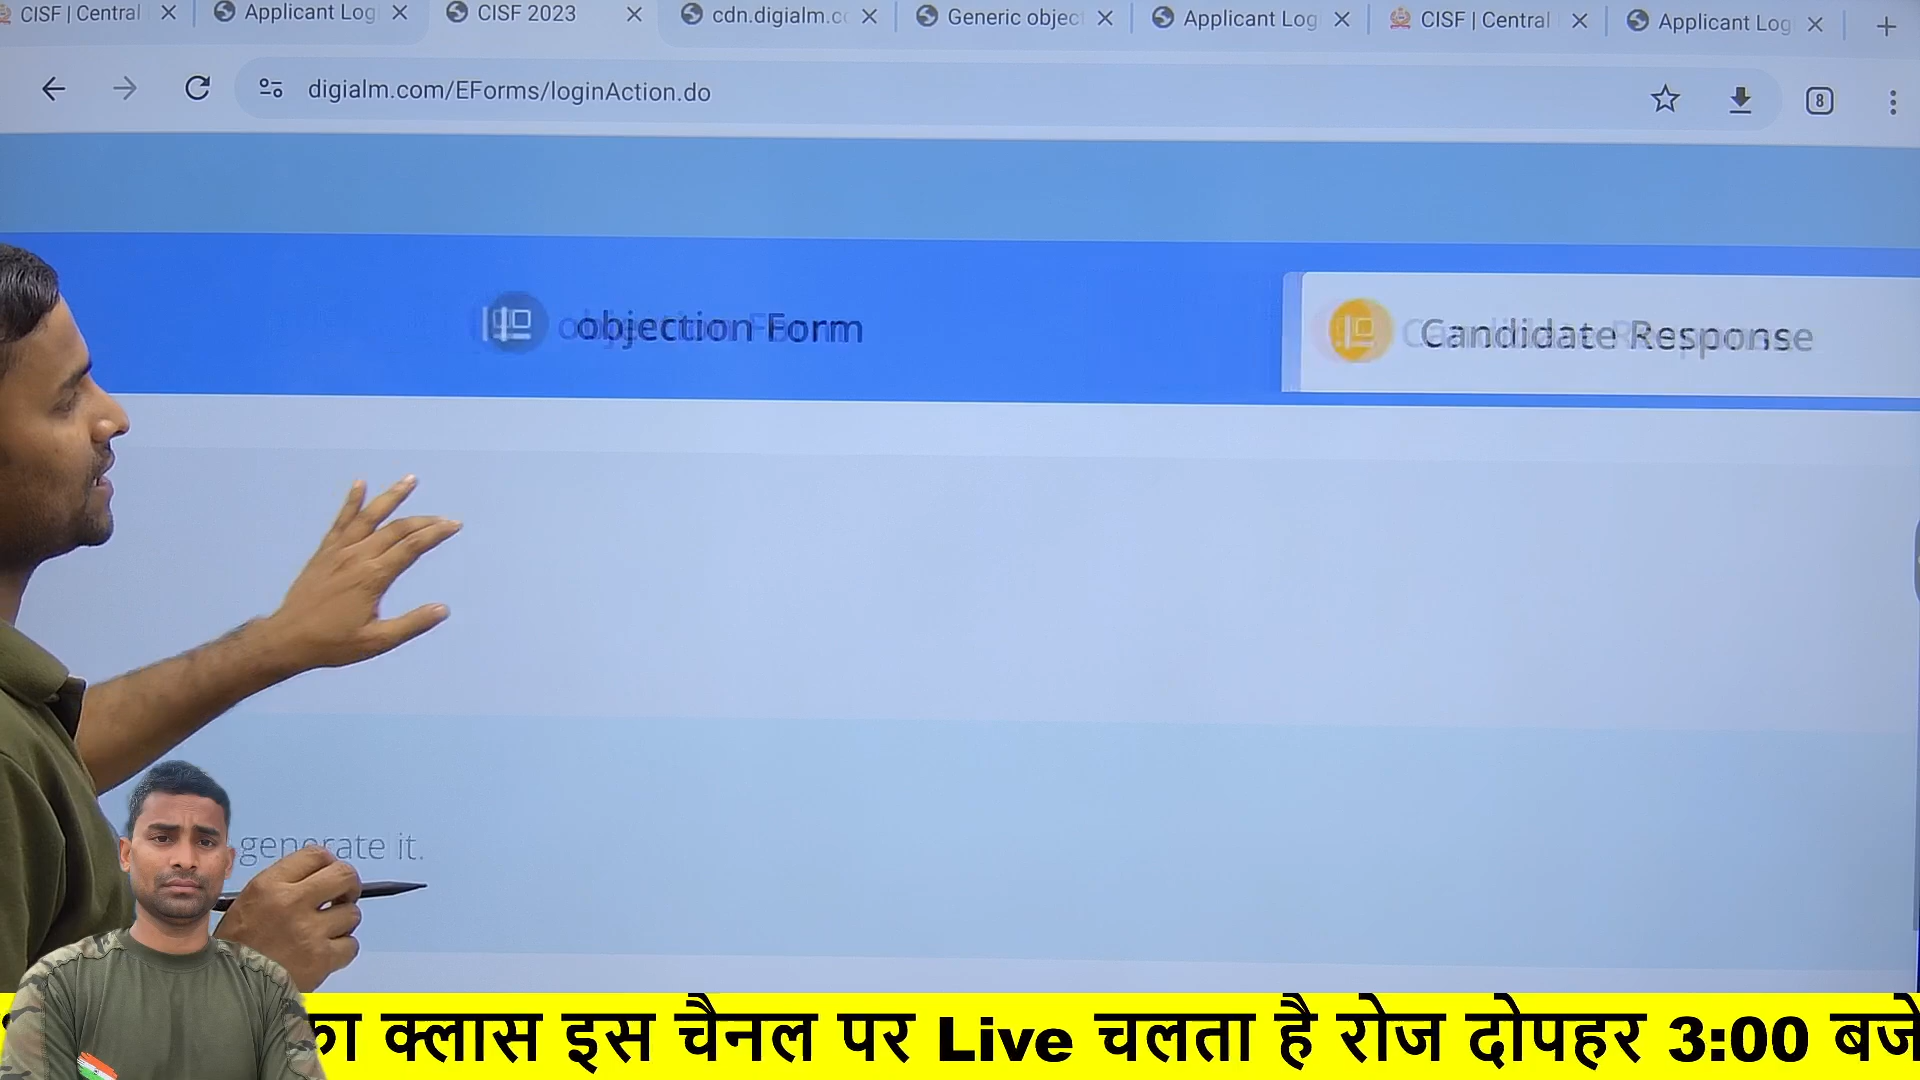 CISF | Central
Applicant Log
CISF 2023
cdn.digialm.c
Generic objec
Applicant Log
CISF | Central
Applicant Log
digialm.com/EForms/loginAction.do
8
objection Form
Candidate Response
generate it.
का क्लास इस चैनल पर Live चलता है रोज दोपहर 3:00 बजे